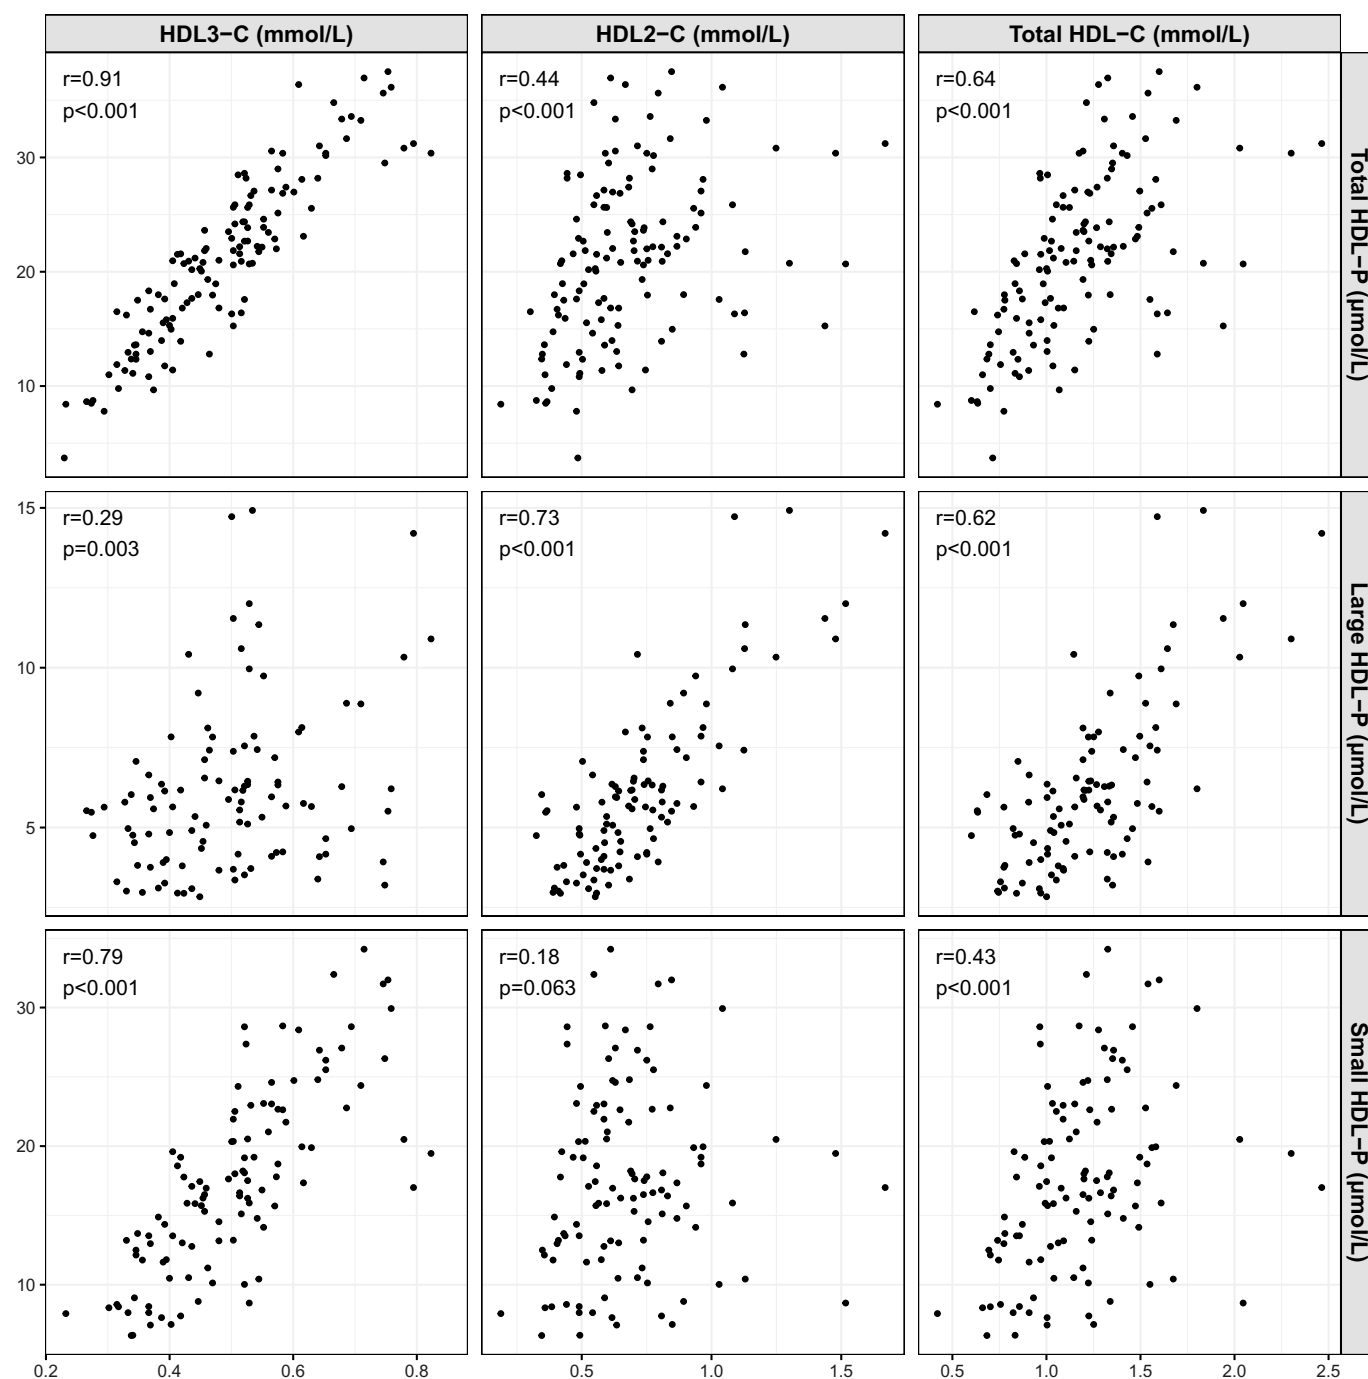 HDL3−C (mmol/L)
HDL2−C (mmol/L)
Total HDL−C (mmol/L)
r=0.91
p<0.001
r=0.44
p<0.001
r=0.64
p<0.001
30
20
10
Total HDL−P (μmol/L)
r=0.29
p=0.003
r=0.73
p<0.001
r=0.62
p<0.001
15
10
5
Large HDL−P (μmol/L)
r=0.79
p<0.001
r=0.18
p=0.063
r=0.43
p<0.001
30
20
10
Small HDL−P (μmol/L)
0.2 0.4 0.6 0.8
0.5 1.0 1.5
0.5 1.0 1.5 2.0 2.5